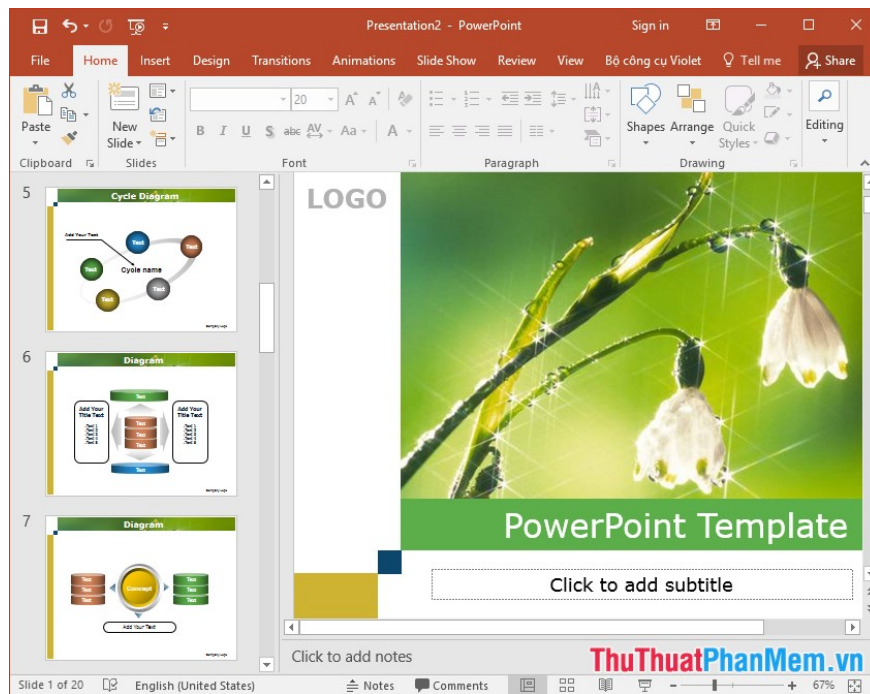 Presentation2 - PowerPoint
Sign in
File Home Insert Design Transitions Animations Slide Show Review View Bộ công cụ Violet Tell me Share
Paste
New Slide
20
B I U S abc AV Aa A
Shapes Arrange Quick Styles
Editing
Clipboard Slides Font Paragraph Drawing
5
Cycle Diagram
Add Your Text
Text
Text
Text
Cycle name
Text
Text
6
Diagram
Text
Add Your Title Text
Text
Text
Text
Add Your Title Text
Text
7
Diagram
Text
Text
Text
Concept
Text
Text
Text
Add Your Text
LOGO
PowerPoint Template
Click to add subtitle
Click to add notes
ThuThuatPhanMem.vn
Slide 1 of 20 English (United States) Notes Comments 67%